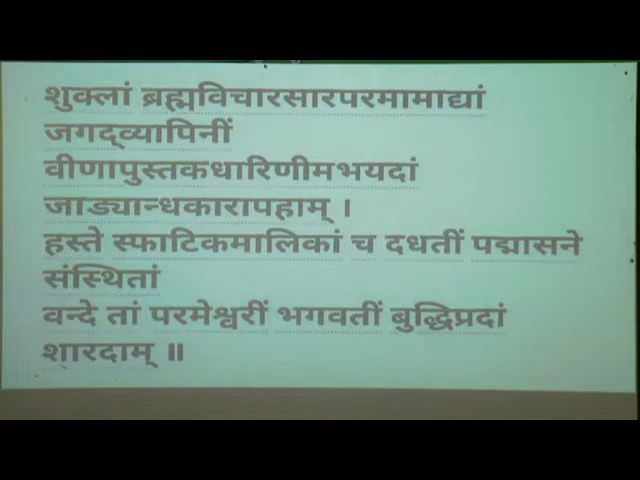 शुक्लां ब्रह्मविचारसारपरमामाद्यां
जगद्व्यापिनीं
वीणापुस्तकधारिणीमभयदां
जाड्यान्धकारापहाम् ।
हस्ते स्फाटिकमालिकां च दधतीं पद्मासने
संस्थितां
वन्दे तां परमेश्वरीं भगवतीं बुद्धिप्रदां
शारदाम् ॥